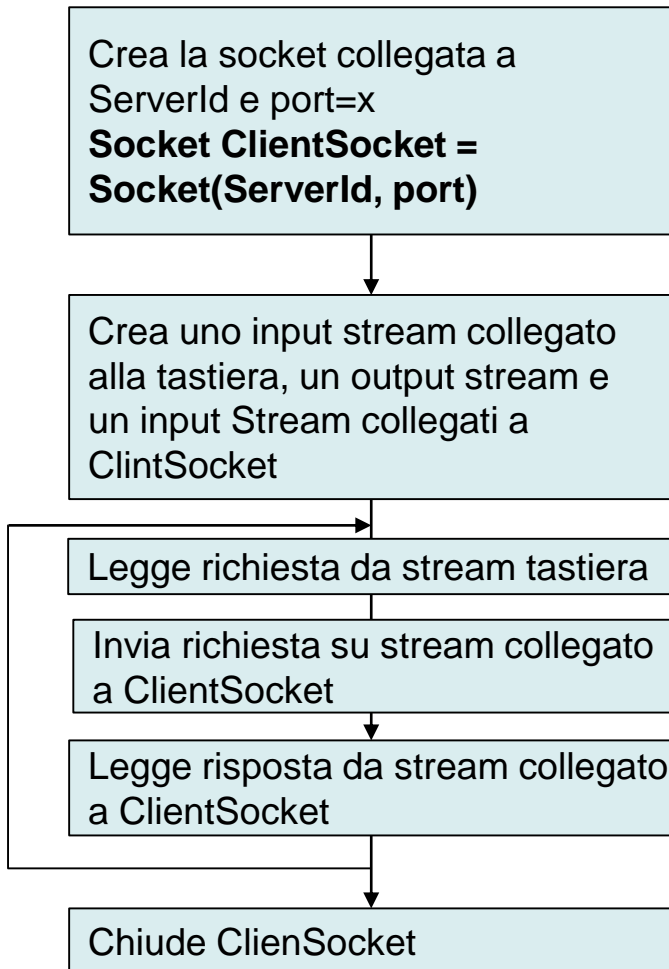 Crea la socket collegata a
ServerId e port=x
Socket ClientSocket =
Socket(ServerId, port)
Crea uno input stream collegato
alla tastiera, un output stream e
un input Stream collegati a
ClintSocket
Legge richiesta da stream tastiera
Invia richiesta su stream collegato
a ClientSocket
Legge risposta da stream collegato
a ClientSocket
Chiude ClienSocket